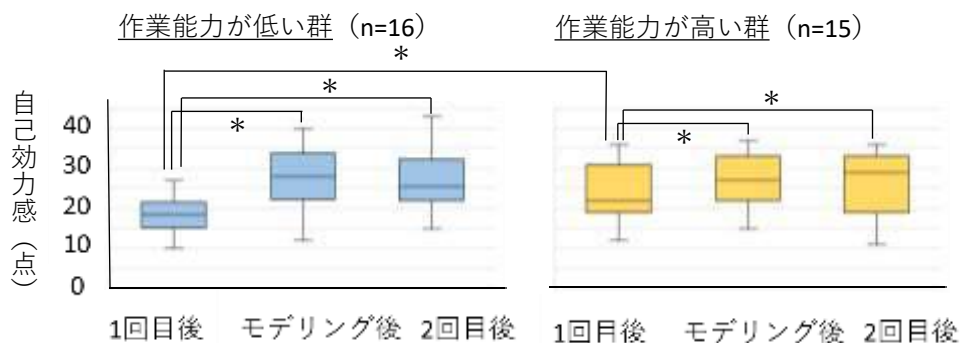 作業能力が低い群（n=16）
作業能力が高い群（n=15）
*
*
*
*
*
自己効力感（点）
40
30
20
10
0
1回目後 モデリング後 2回目後
1回目後 モデリング後 2回目後